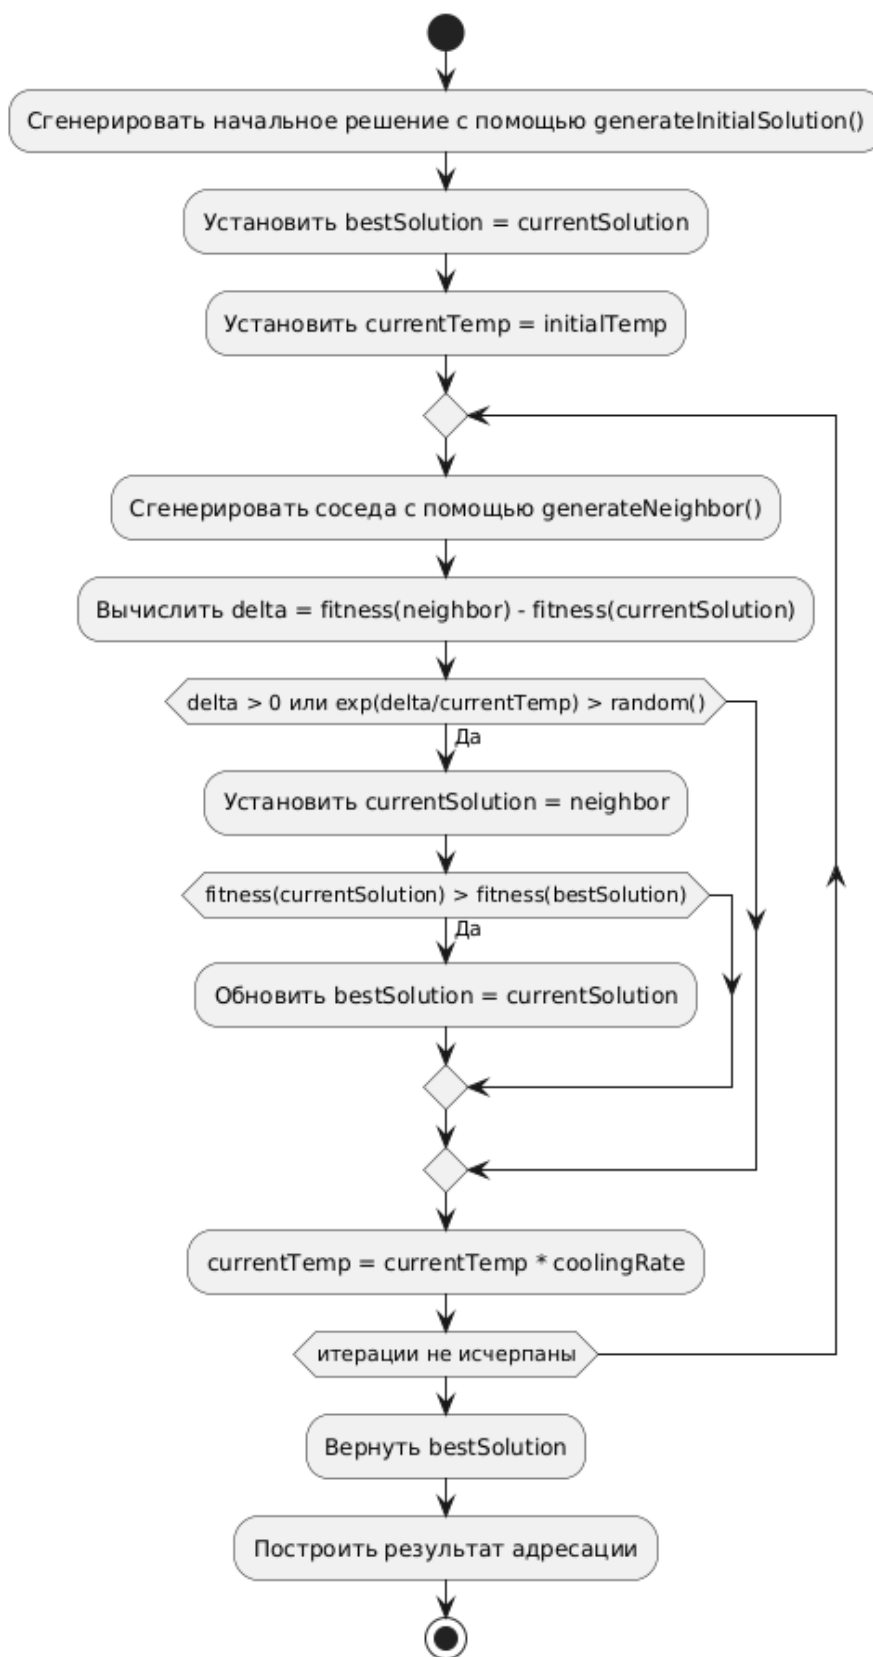 Сгенерировать начальное решение с помощью generateInitialSolution()
Установить bestSolution = currentSolution
Установить currentTemp = initialTemp
Сгенерировать соседа с помощью generateNeighbor()
Вычислить delta = fitness(neighbor) - fitness(currentSolution)
delta > 0 или exp(delta/currentTemp) > random()
Да
Установить currentSolution = neighbor
fitness(currentSolution) > fitness(bestSolution)
Да
Обновить bestSolution = currentSolution
currentTemp = currentTemp * coolingRate
итерации не исчерпаны
Вернуть bestSolution
Построить результат адресации